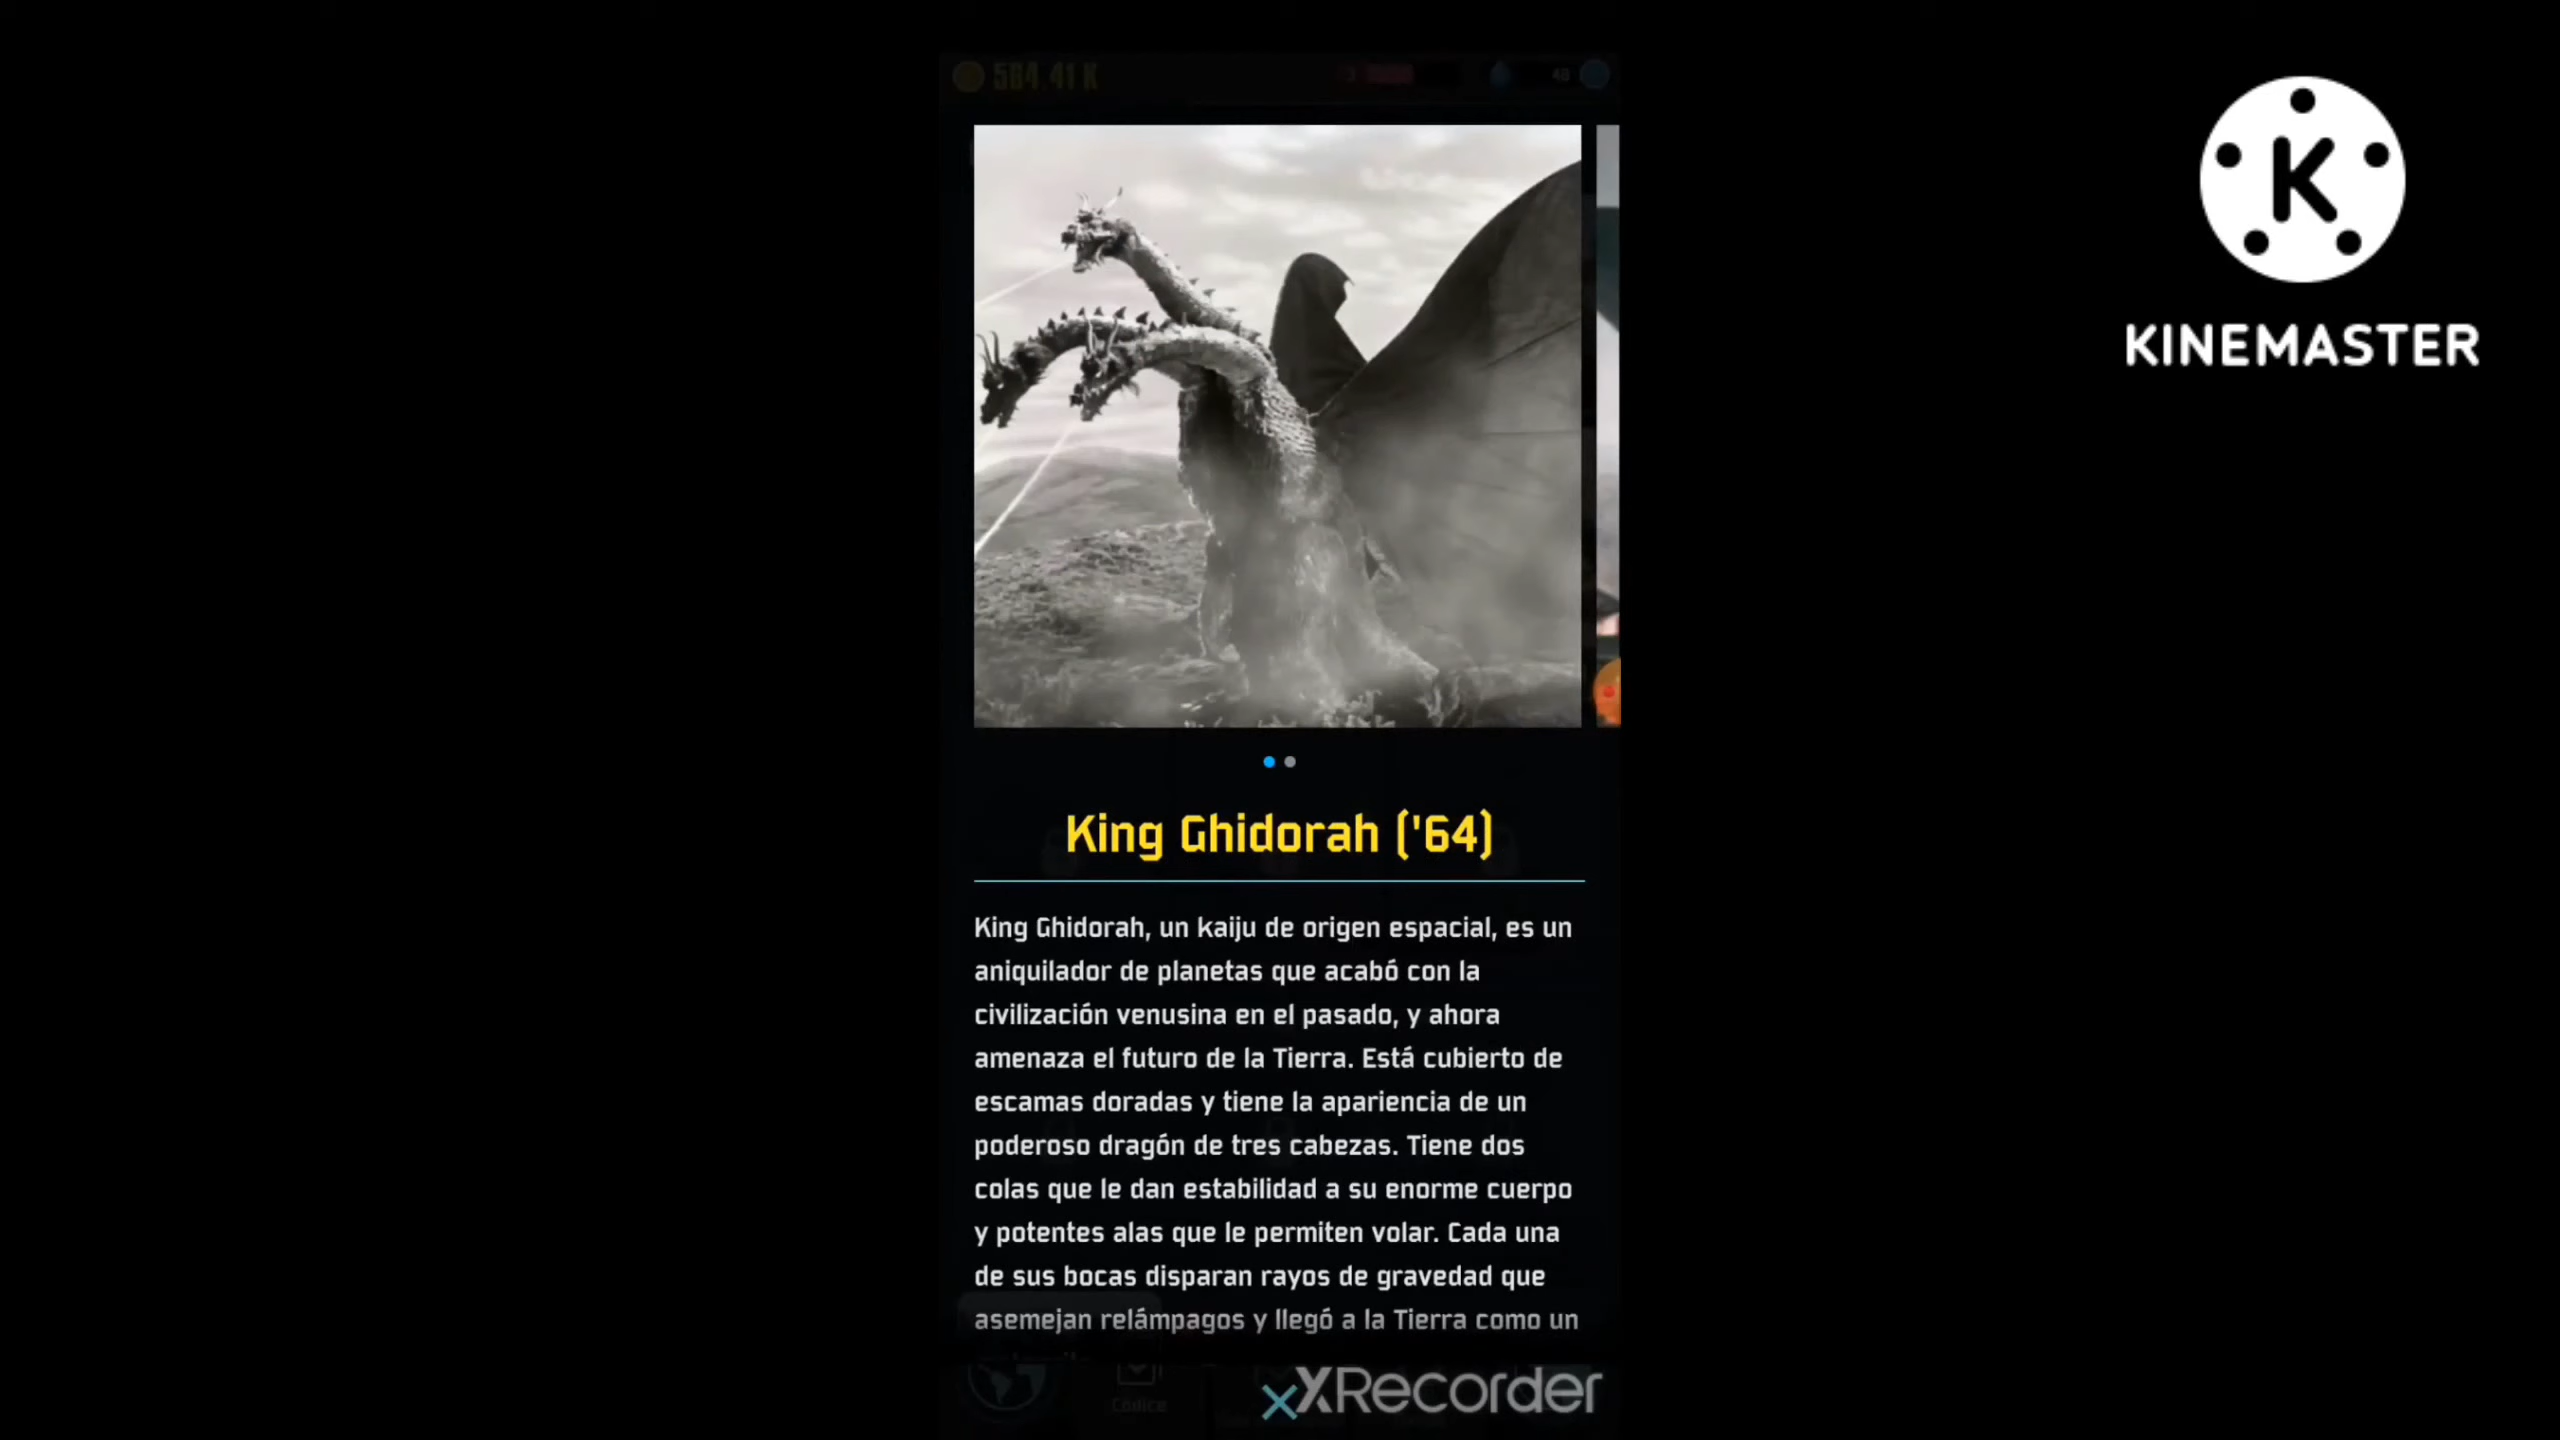 564.41 K
48
K
KINEMASTER
King Ghidorah ('64)
King Ghidorah, un kaiju de origen espacial, es un
aniquilador de planetas que acabó con la
civilización venusina en el pasado, y ahora
amenaza el futuro de la Tierra. Está cubierto de
escamas doradas y tiene la apariencia de un
poderoso dragón de tres cabezas. Tiene dos
colas que le dan estabilidad a su enorme cuerpo
y potentes alas que le permiten volar. Cada una
de sus bocas disparan rayos de gravedad que
asemejan relámpagos y llegó a la Tierra como un
Códice
XRecorder